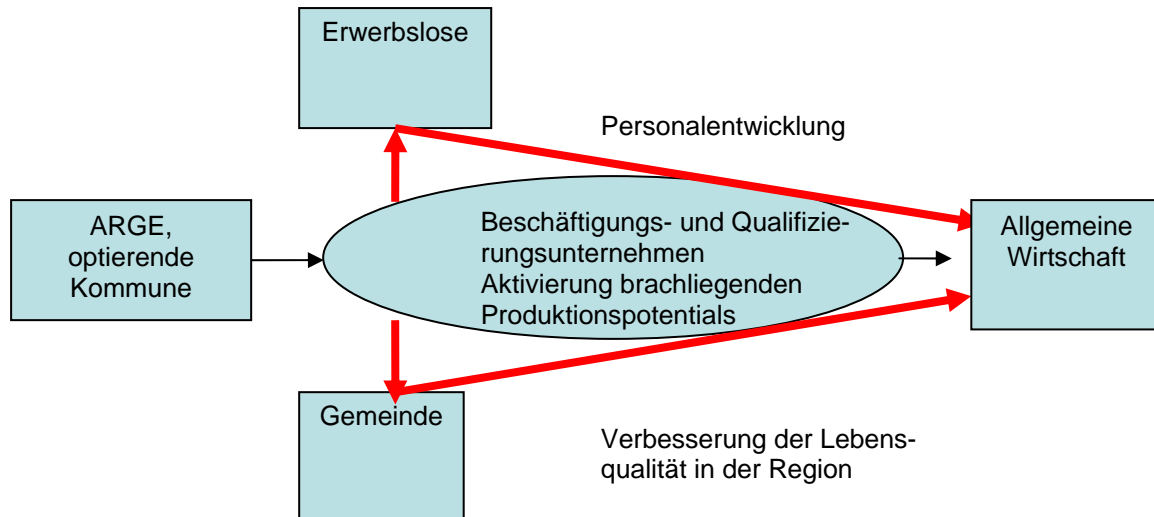 Erwerbslose
Personalentwicklung
ARGE,
optierende
Kommune
Beschäftigungs- und Qualifizie-
rungsunternehmen
Aktivierung brachliegenden
Produktionspotentials
Allgemeine
Wirtschaft
Gemeinde
Verbesserung der Lebens-
qualität in der Region